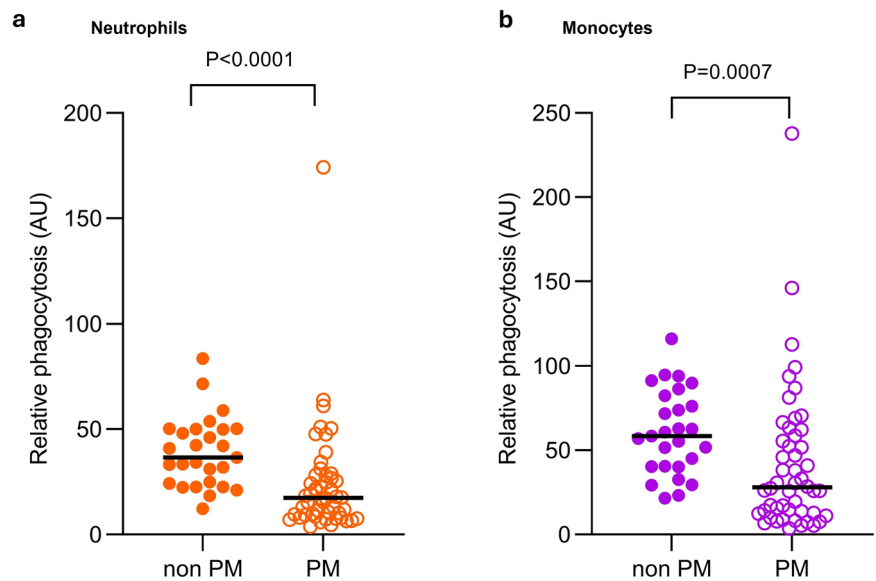 a
Neutrophils
P<0.0001
200
150
100
50
0
Relative phagocytosis (AU)
non PM
PM
b
Monocytes
P=0.0007
250
200
150
100
50
0
Relative phagocytosis (AU)
non PM
PM